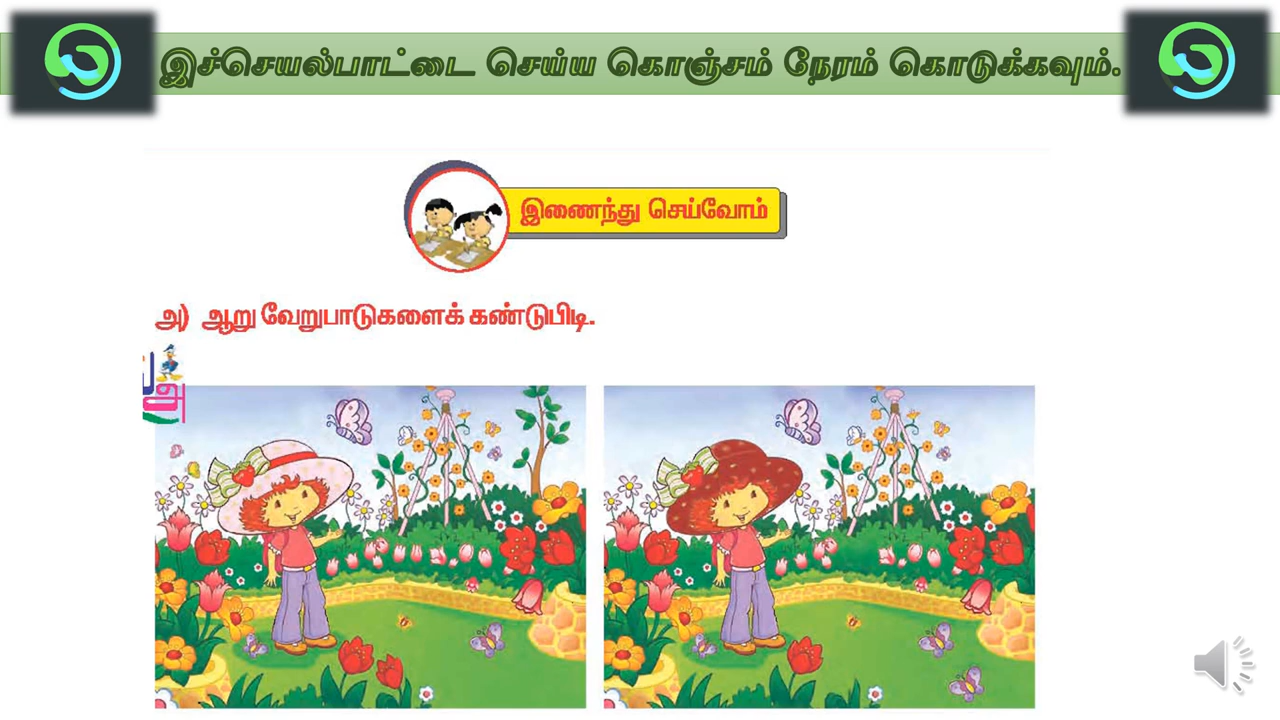 இச்செயல்பாட்டை செய்ய கொஞ்சம் நேரம் கொடுக்கவும்.
இணைந்து செய்வோம்
அ) ஆறு வேறுபாடுகளைக் கண்டுபிடி.